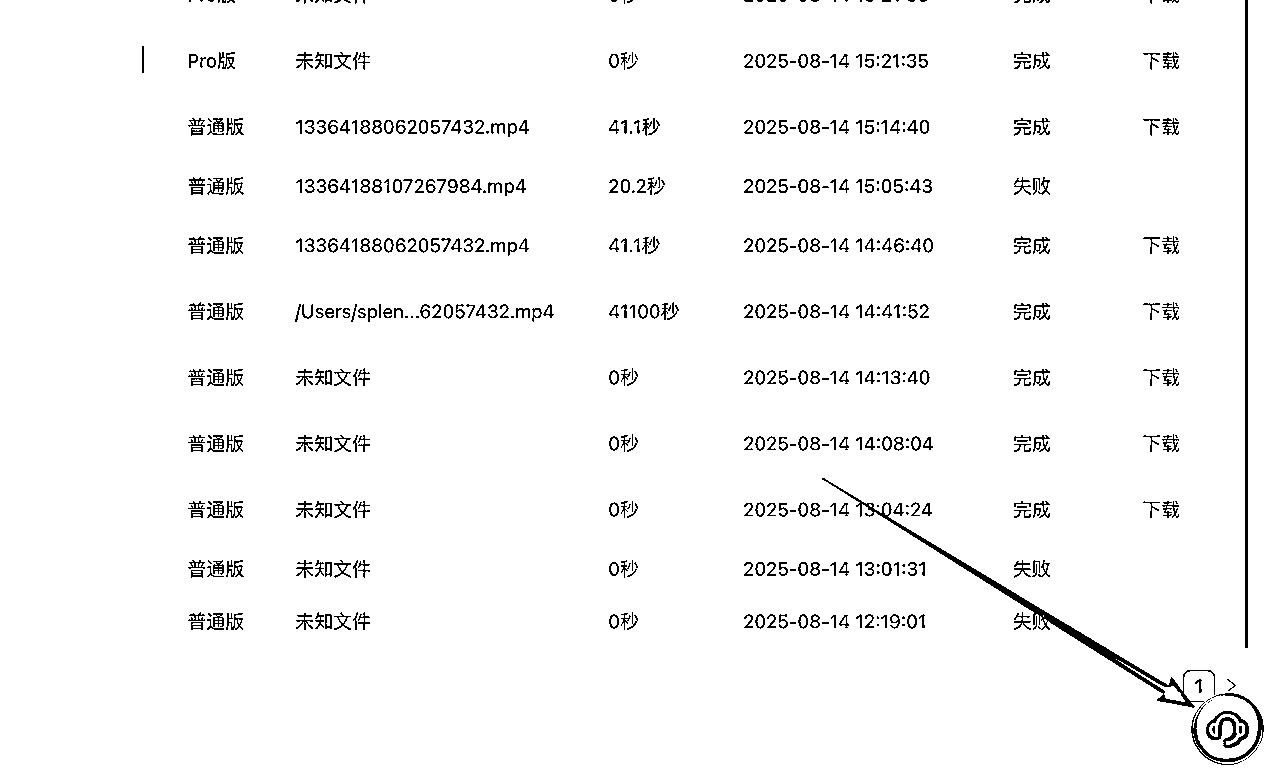 Pro版 未知文件 0秒 2025-08-14 15:21:35 完成 下载
普通版 13364188062057432.mp4 41.1秒 2025-08-14 15:14:40 完成 下载
普通版 13364188107267984.mp4 20.2秒 2025-08-14 15:05:43 失败
普通版 13364188062057432.mp4 41.1秒 2025-08-14 14:46:40 完成 下载
普通版 /Users/splen...62057432.mp4 41100秒 2025-08-14 14:41:52 完成 下载
普通版 未知文件 0秒 2025-08-14 14:13:40 完成 下载
普通版 未知文件 0秒 2025-08-14 14:08:04 完成 下载
普通版 未知文件 0秒 2025-08-14 13:04:24 完成 下载
普通版 未知文件 0秒 2025-08-14 13:01:31 失败
普通版 未知文件 0秒 2025-08-14 12:19:01 失败
1 >